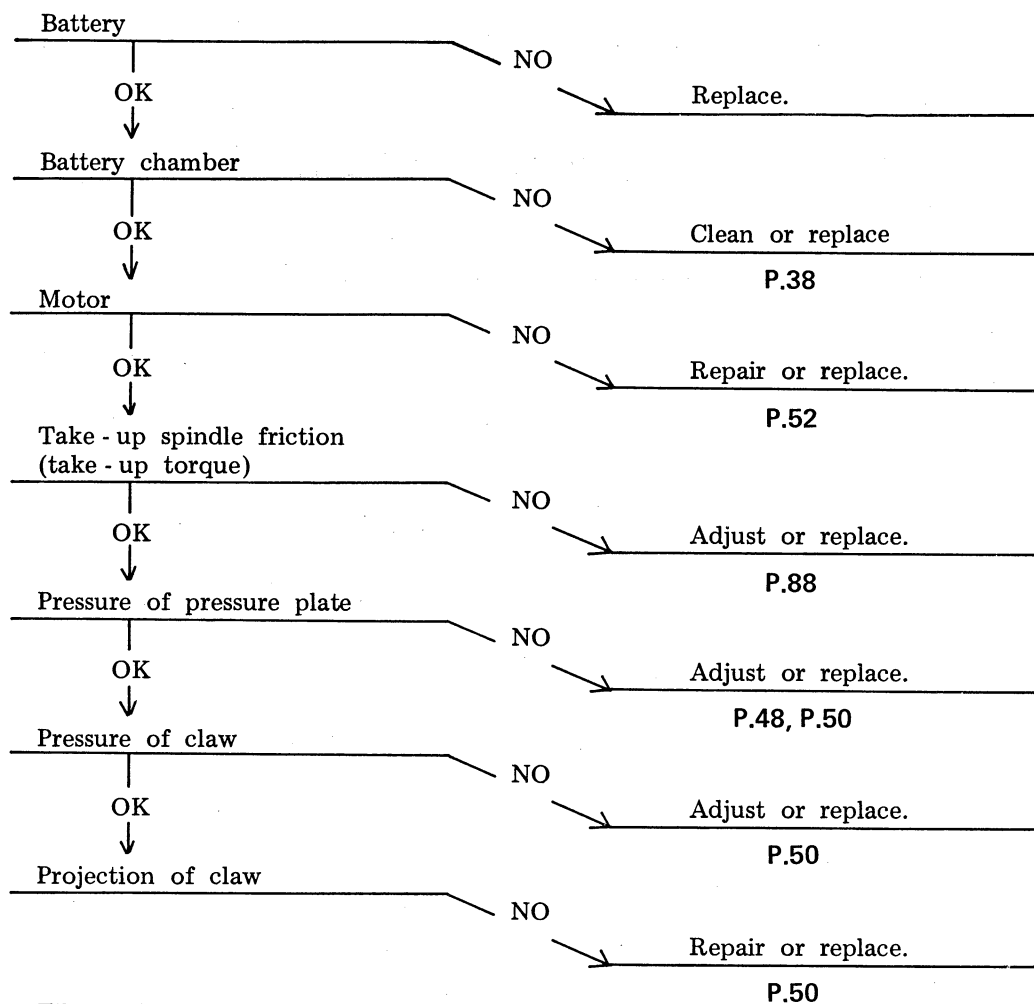 Battery
NO
OK
Replace.
Battery chamber
NO
OK
Clean or replace
P.38
Motor
NO
OK
Repair or replace.
P.52
Take - up spindle friction
(take - up torque)
NO
OK
Adjust or replace.
P.88
Pressure of pressure plate
NO
OK
Adjust or replace.
P.48, P.50
Pressure of claw
NO
OK
Adjust or replace.
P.50
Projection of claw
NO
Repair or replace.
P.50